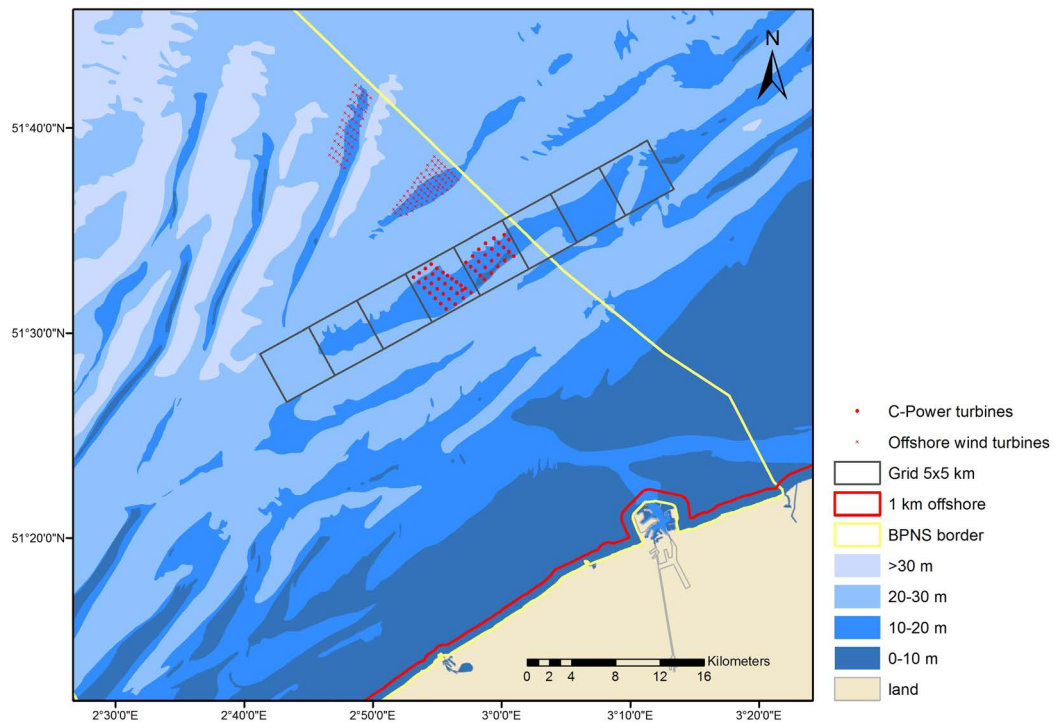 N
51°40'0"N
51°30'0"N
51°20'0"N
C-Power turbines
Offshore wind turbines
Grid 5x5 km
1 km offshore
BPNS border
>30 m
20-30 m
10-20 m
0-10 m
land
Kilometers
0 2 4 8 12 16
2°30'0"E 2°40'0"E 2°50'0"E 3°0'0"E 3°10'0"E 3°20'0"E